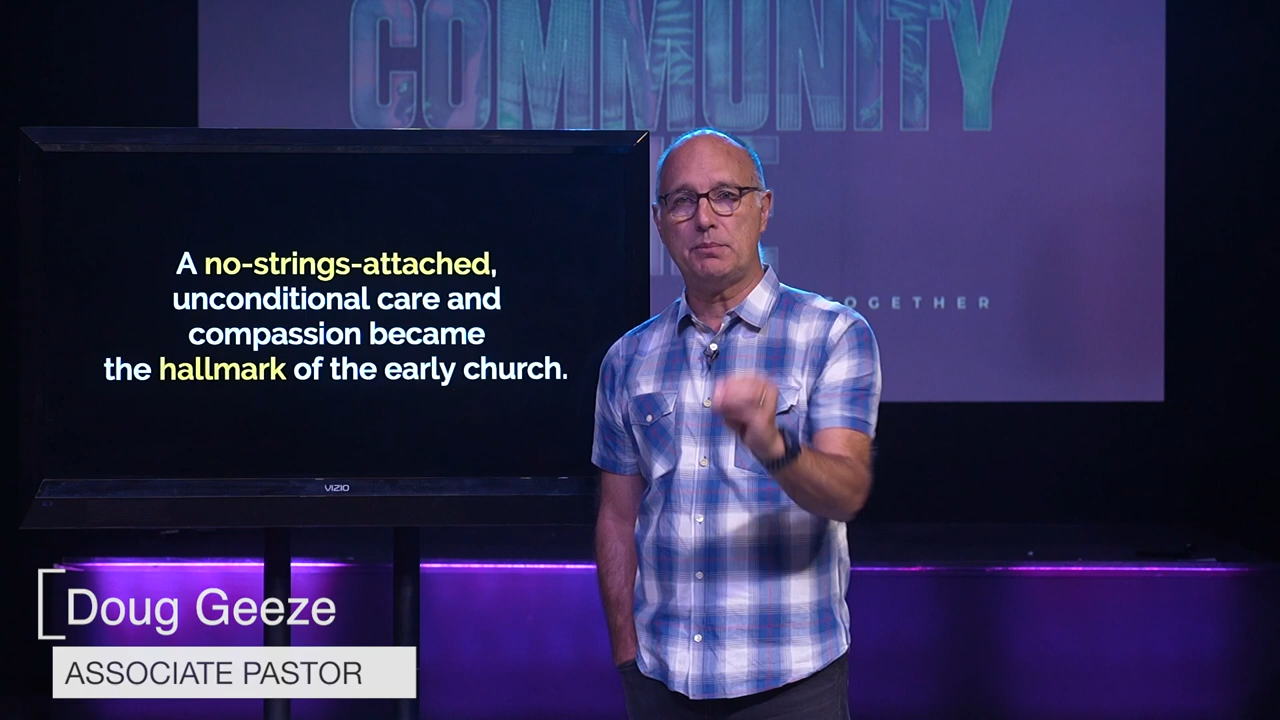 COMMUNITY
TOGETHER
A no-strings-attached,
unconditional care and
compassion became
the hallmark of the early church.
VIZIO
Doug Geeze
ASSOCIATE PASTOR